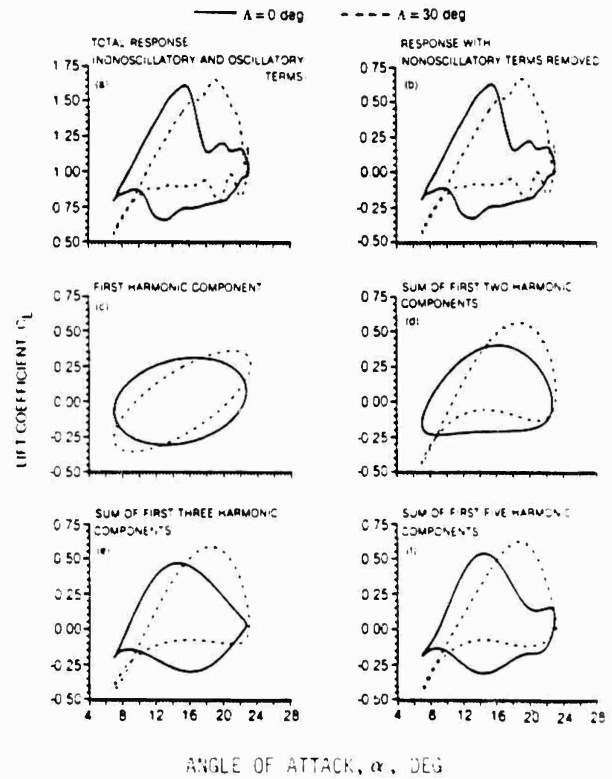 Λ = 0 deg
Λ = 30 deg
TOTAL RESPONSE
(NONOSCILLATORY AND OSCILLATORY
TERMS)
(a)
1 75
1 50
1 25
1 00
0 75
0 50
RESPONSE WITH
NONOSCILLATORY TERMS REMOVED
(b)
0 75
0.50
0.25
0.00
-0.25
-0.50
FIRST HARMONIC COMPONENT
(c)
0 75
0.50
0.25
0.00
-0.25
-0 50
SUM OF FIRST TWO HARMONIC
COMPONENTS
(d)
0.75
0.50
0.25
0.00
-0.25
-0.50
LIFT COEFFICIENT C_L
SUM OF FIRST THREE HARMONIC
COMPONENTS
(e)
0 75
0 50
0.25
0.00
-0.25
-0 50
4 8 12 16 20 24 28
SUM OF FIRST FIVE HARMONIC
COMPONENTS
(f)
0 75
0.50
0.25
0.00
-0.25
-0.50
4 8 12 16 20 24 28
ANGLE OF ATTACK, α, DEG